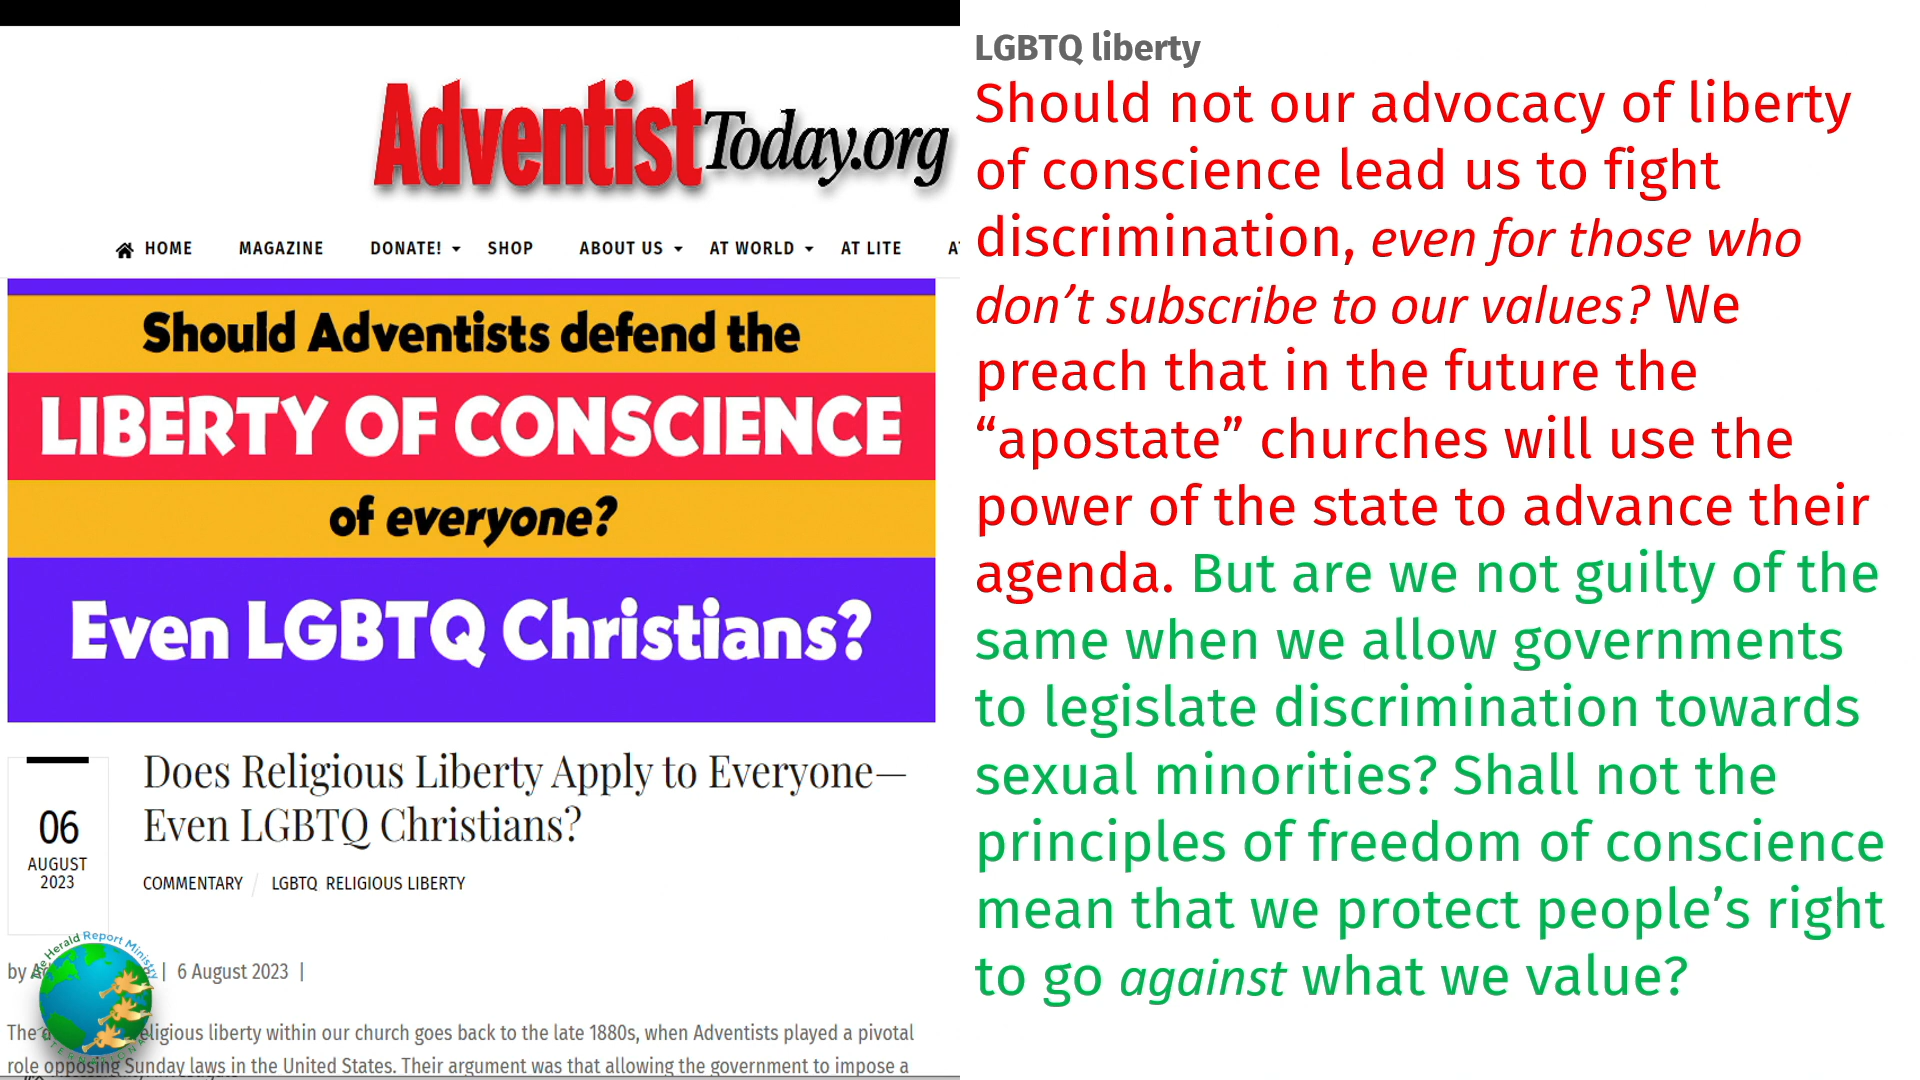 AdventistToday.org
HOME MAGAZINE DONATE! SHOP ABOUT US AT WORLD AT LITE
Should Adventists defend the
LIBERTY OF CONSCIENCE
of everyone?
Even LGBTQ Christians?
06
AUGUST
2023
Does Religious Liberty Apply to Everyone—
Even LGBTQ Christians?
COMMENTARY / LGBTQ RELIGIOUS LIBERTY
by | 6 August 2023 |
The Herald Report Ministry
INTERNATIONAL
The religious liberty within our church goes back to the late 1880s, when Adventists played a pivotal
role opposing Sunday laws in the United States. Their argument was that allowing the government to impose a
LGBTQ liberty
Should not our advocacy of liberty
of conscience lead us to fight
discrimination, even for those who
don’t subscribe to our values? We
preach that in the future the
“apostate” churches will use the
power of the state to advance their
agenda. But are we not guilty of the
same when we allow governments
to legislate discrimination towards
sexual minorities? Shall not the
principles of freedom of conscience
mean that we protect people’s right
to go against what we value?